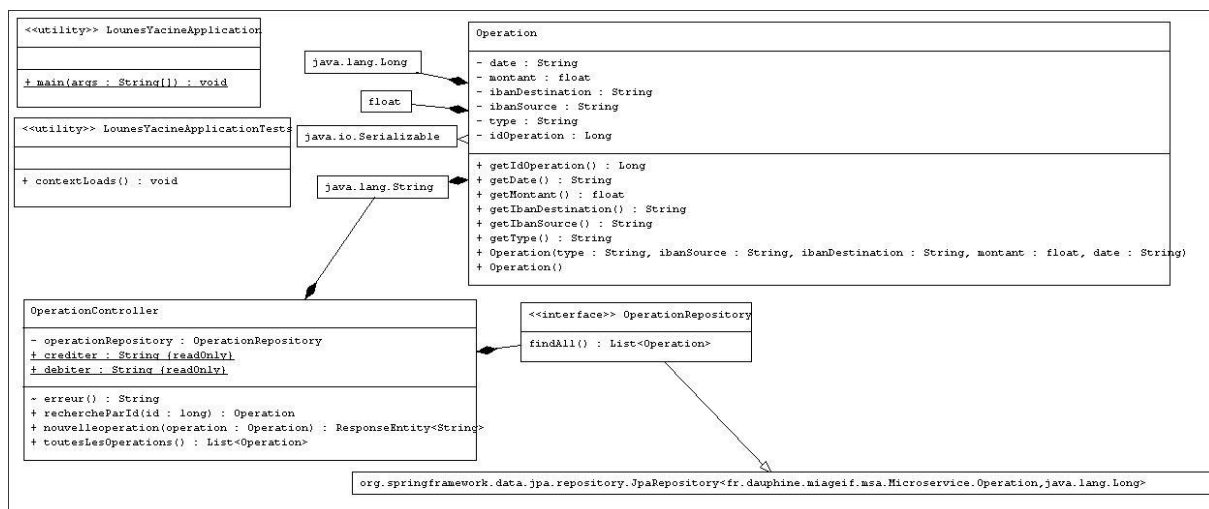 <<utility>> LounesYacineApplication
+ main(args : String[]) : void
<<utility>> LounesYacineApplicationTests
+ contextLoads() : void
java.lang.Long
float
java.io.Serializable
java.lang.String
Operation
- date : String
- montant : float
- ibanDestination : String
- ibanSource : String
- type : String
- idOperation : Long
+ getIdOperation() : Long
+ getDate() : String
+ getMontant() : float
+ getIbanDestination() : String
+ getIbanSource() : String
+ getType() : String
+ Operation(type : String, ibanSource : String, ibanDestination : String, montant : float, date : String)
+ Operation()
OperationController
- operationRepository : OperationRepository
+ crediter : String {readOnly}
+ debiter : String {readOnly}
~ erreur() : String
+ rechercheParId(id : long) : Operation
+ nouvelleoperation(operation : Operation) : ResponseEntity<String>
+ toutesLesOperations() : List<Operation>
<<interface>> OperationRepository
findAll() : List<Operation>
org.springframework.data.jpa.repository.JpaRepository<fr.dauphine.miageif.msa.Microservice.Operation,java.lang.Long>